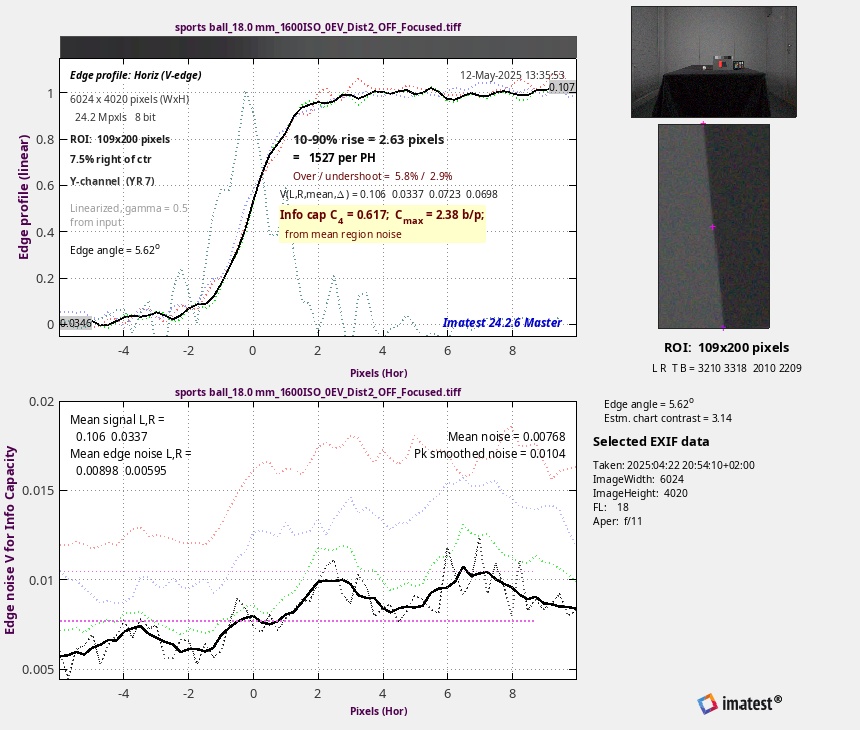 sports ball_18.0 mm_1600ISO_0EV_Dist2_OFF_Focused.tiff
Edge profile: Horiz (V-edge)
12-May-2025 13:35:53
0.107
6024 x 4020 pixels (WxH)
24.2 Mpxls 8 bit
ROI: 109x200 pixels
7.5% right of ctr
Y-channel (YR 7)
Linearized, gamma = 0.5
from input
Edge angle = 5.62o
10-90% rise = 2.63 pixels
= 1527 per PH
Over / undershoot = 5.8% / 2.9%
V(L,R,mean,Δ) = 0.106 0.0337 0.0723 0.0698
Info cap C4 = 0.617; Cmax = 2.38 b/p;
from mean region noise
0.0346
Imatest 24.2.6 Master
Edge profile (linear)
1
0.8
0.6
0.4
0.2
0
-4 -2 0 2 4 6 8
Pixels (Hor)
ROI: 109x200 pixels
L R T B = 3210 3318 2010 2209
sports ball_18.0 mm_1600ISO_0EV_Dist2_OFF_Focused.tiff
Mean signal L,R =
0.106 0.0337
Mean edge noise L,R =
0.00898 0.00595
Mean noise = 0.00768
Pk smoothed noise = 0.0104
Edge noise V for Info Capacity
0.02
0.015
0.01
0.005
-4 -2 0 2 4 6 8
Pixels (Hor)
Edge angle = 5.62o
Estm. chart contrast = 3.14
Selected EXIF data
Taken: 2025:04:22 20:54:10+02:00
ImageWidth: 6024
ImageHeight: 4020
FL: 18
Aper: f/11
imatest®